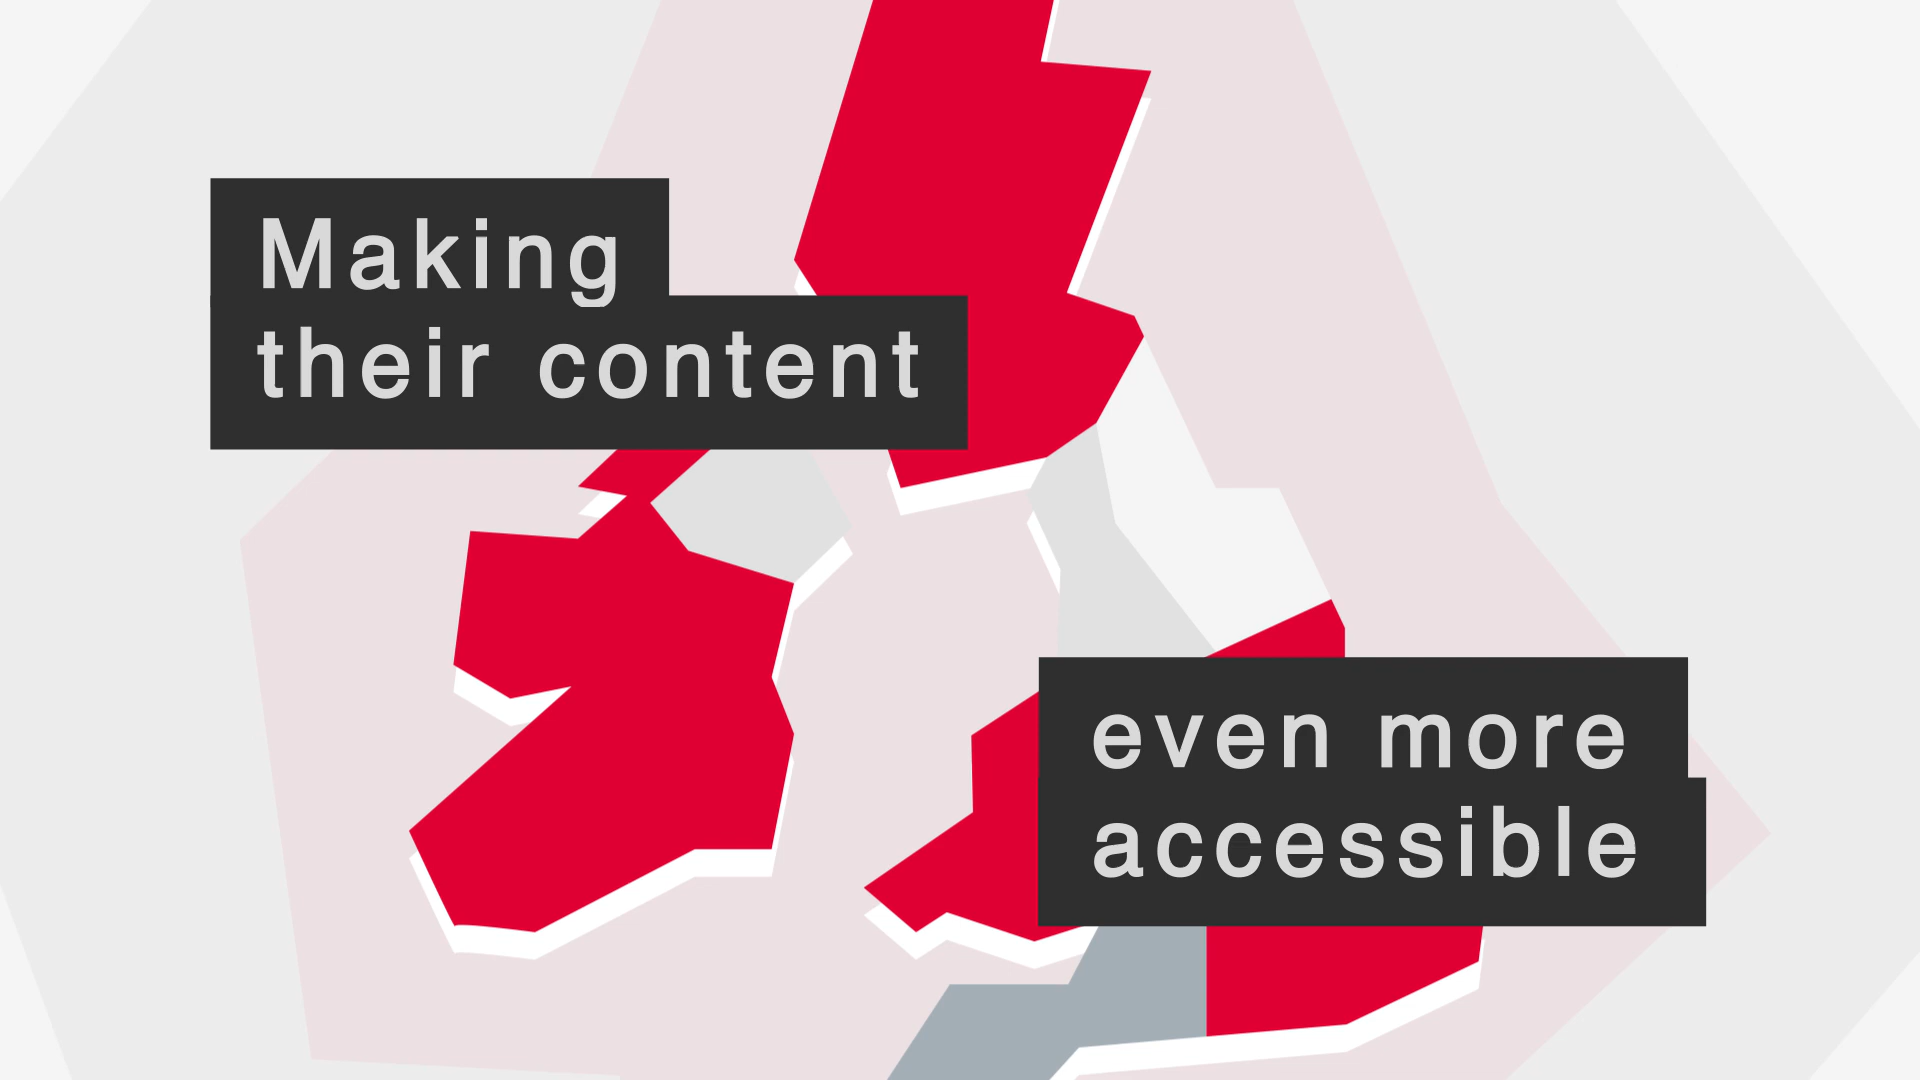 Making
their content
even more
accessible